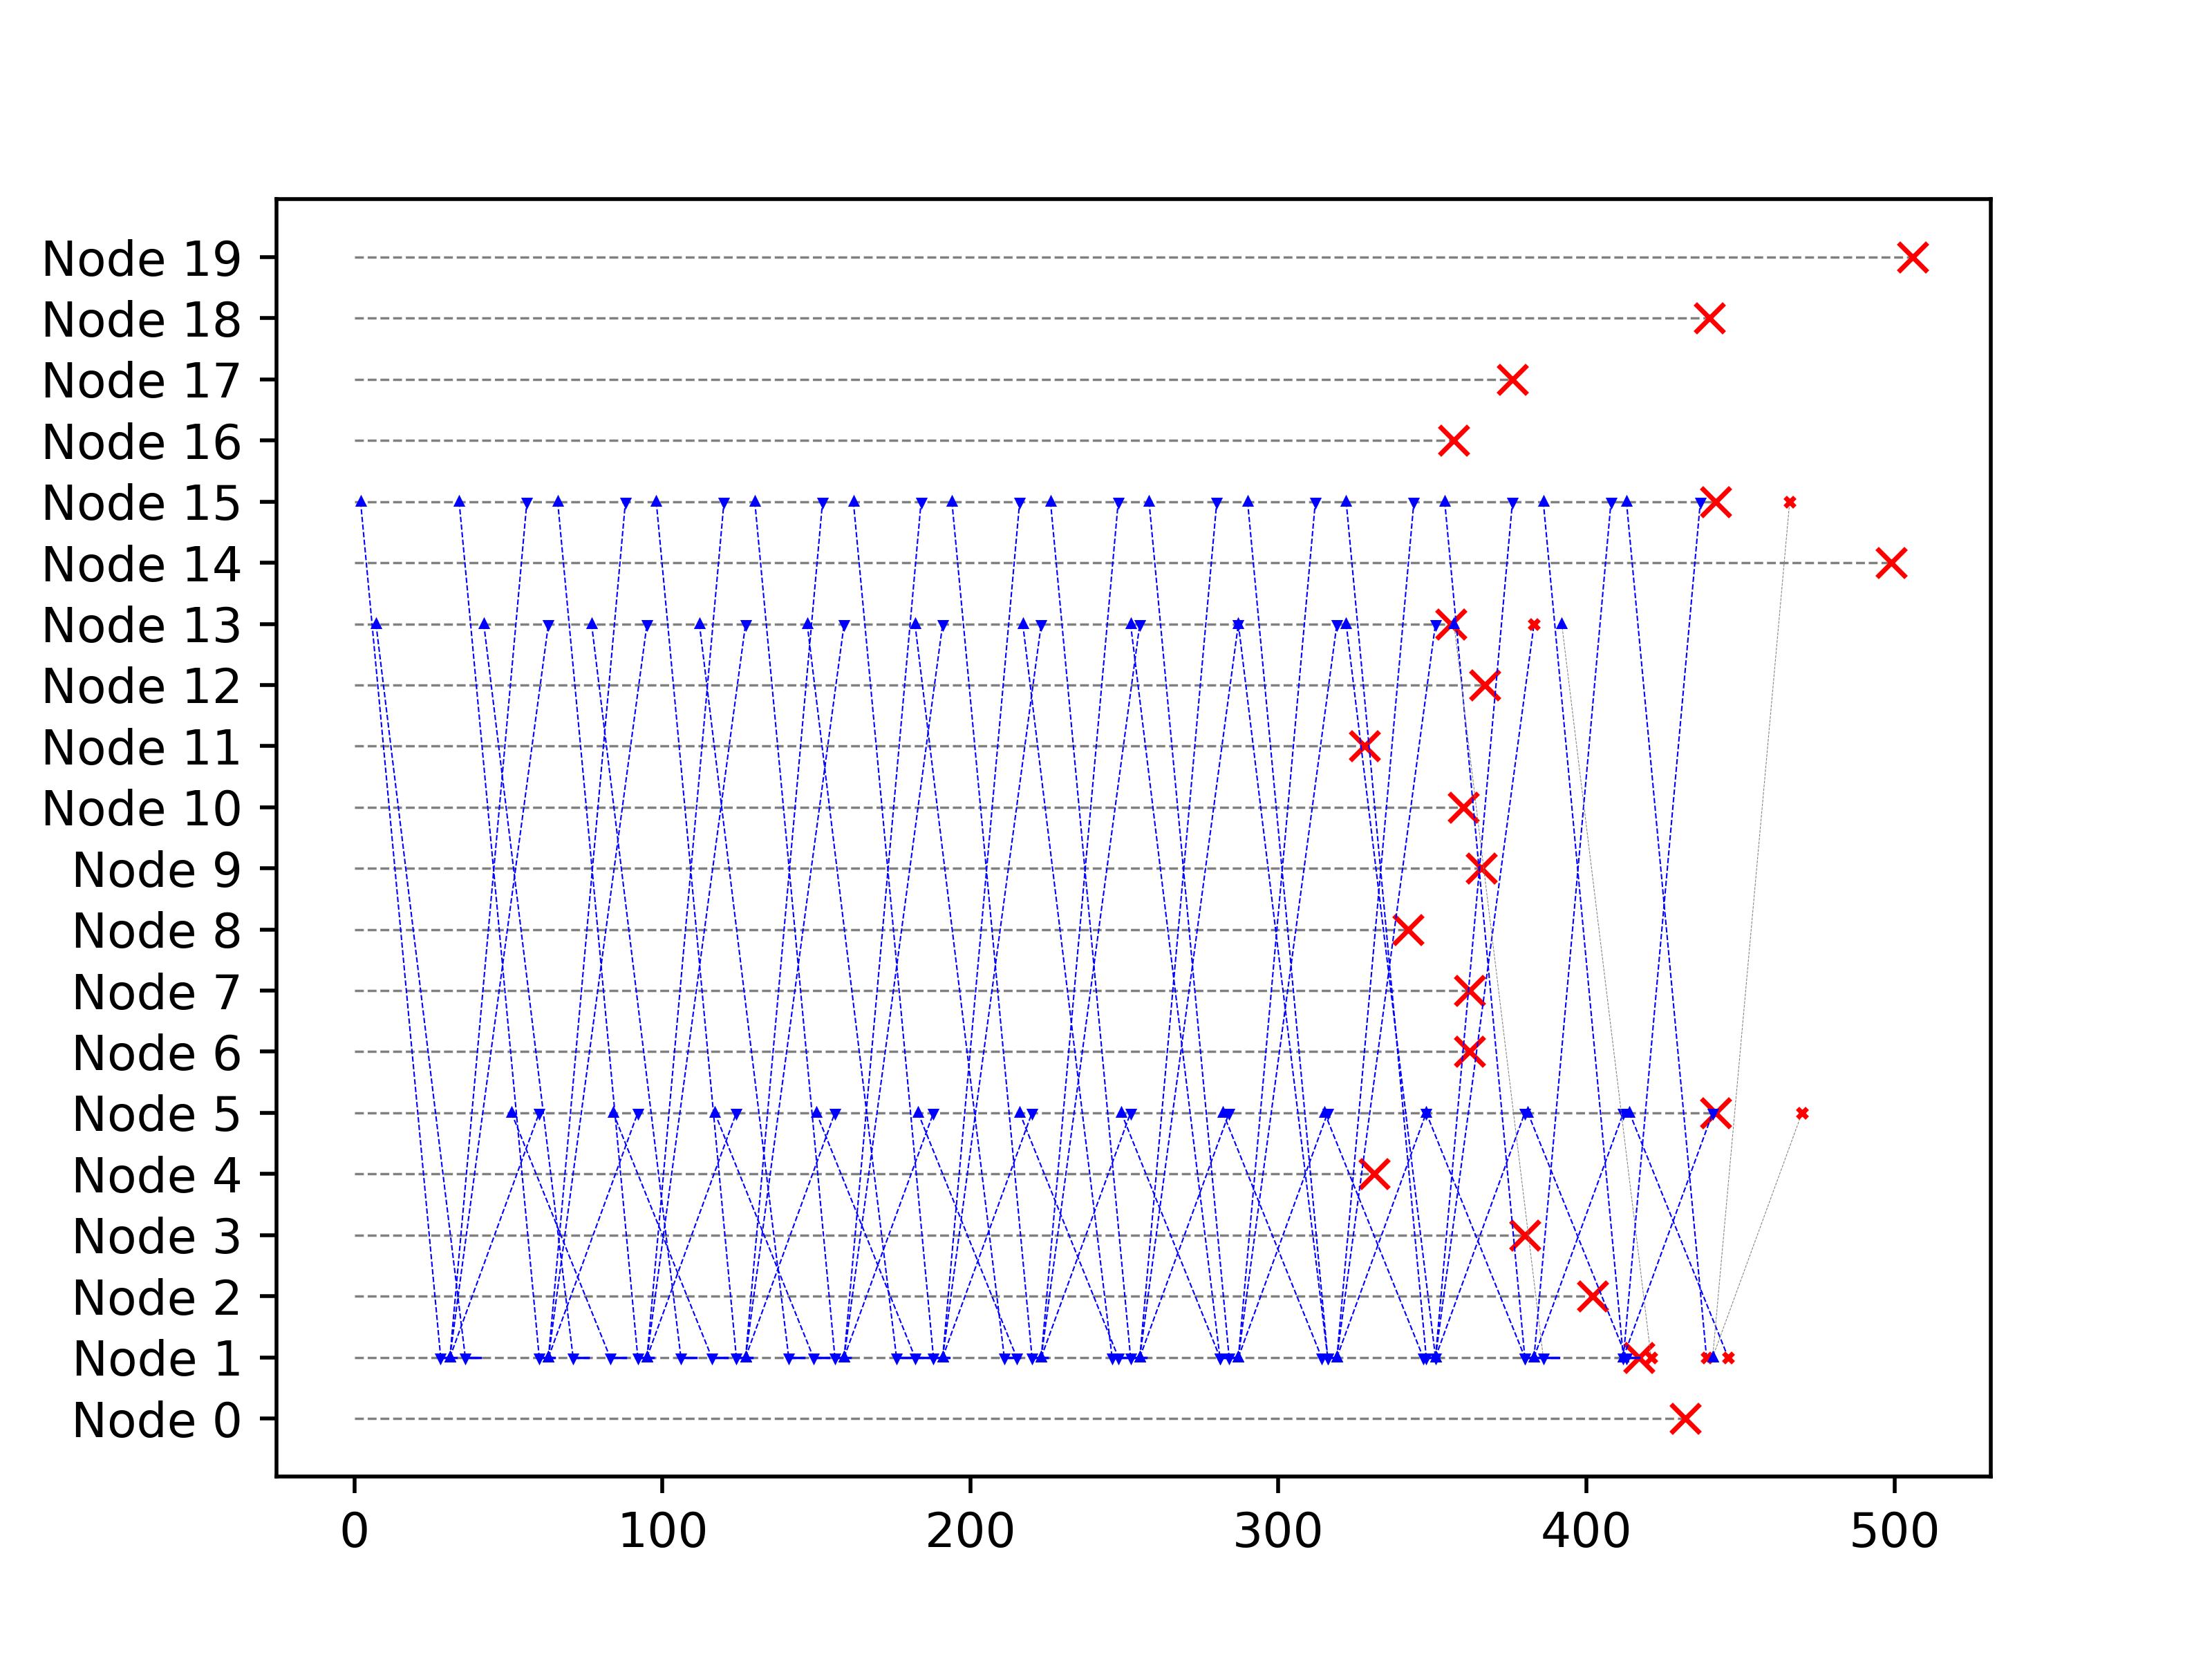 Node 19
Node 18
Node 17
Node 16
Node 15
Node 14
Node 13
Node 12
Node 11
Node 10
Node 9
Node 8
Node 7
Node 6
Node 5
Node 4
Node 3
Node 2
Node 1
Node 0
0 100 200 300 400 500